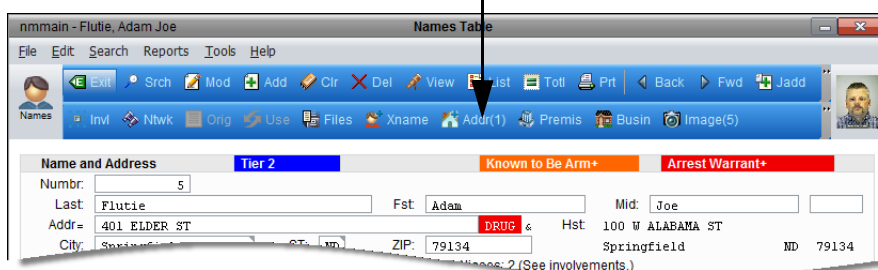 nmmain - Flutie, Adam Joe Names Table
File Edit Search Reports Tools Help
Exit Srch Mod Add Clr Del View List Totl Prt Back Fwd Jadd
Names Invl Ntwk Orig Use Files Xname Addr(1) Premis Busin Image(5)
Name and Address Tier 2 Known to Be Arm+ Arrest Warrant+
Numbr: 5
Last: Flutie Fst: Adam Mid: Joe
Addr= 401 ELDER ST DRUG & Hst: 100 W ALABAMA ST
City: Springfield ST: ND ZIP: 79134 Springfield ND 79134
2 (See involvements.)